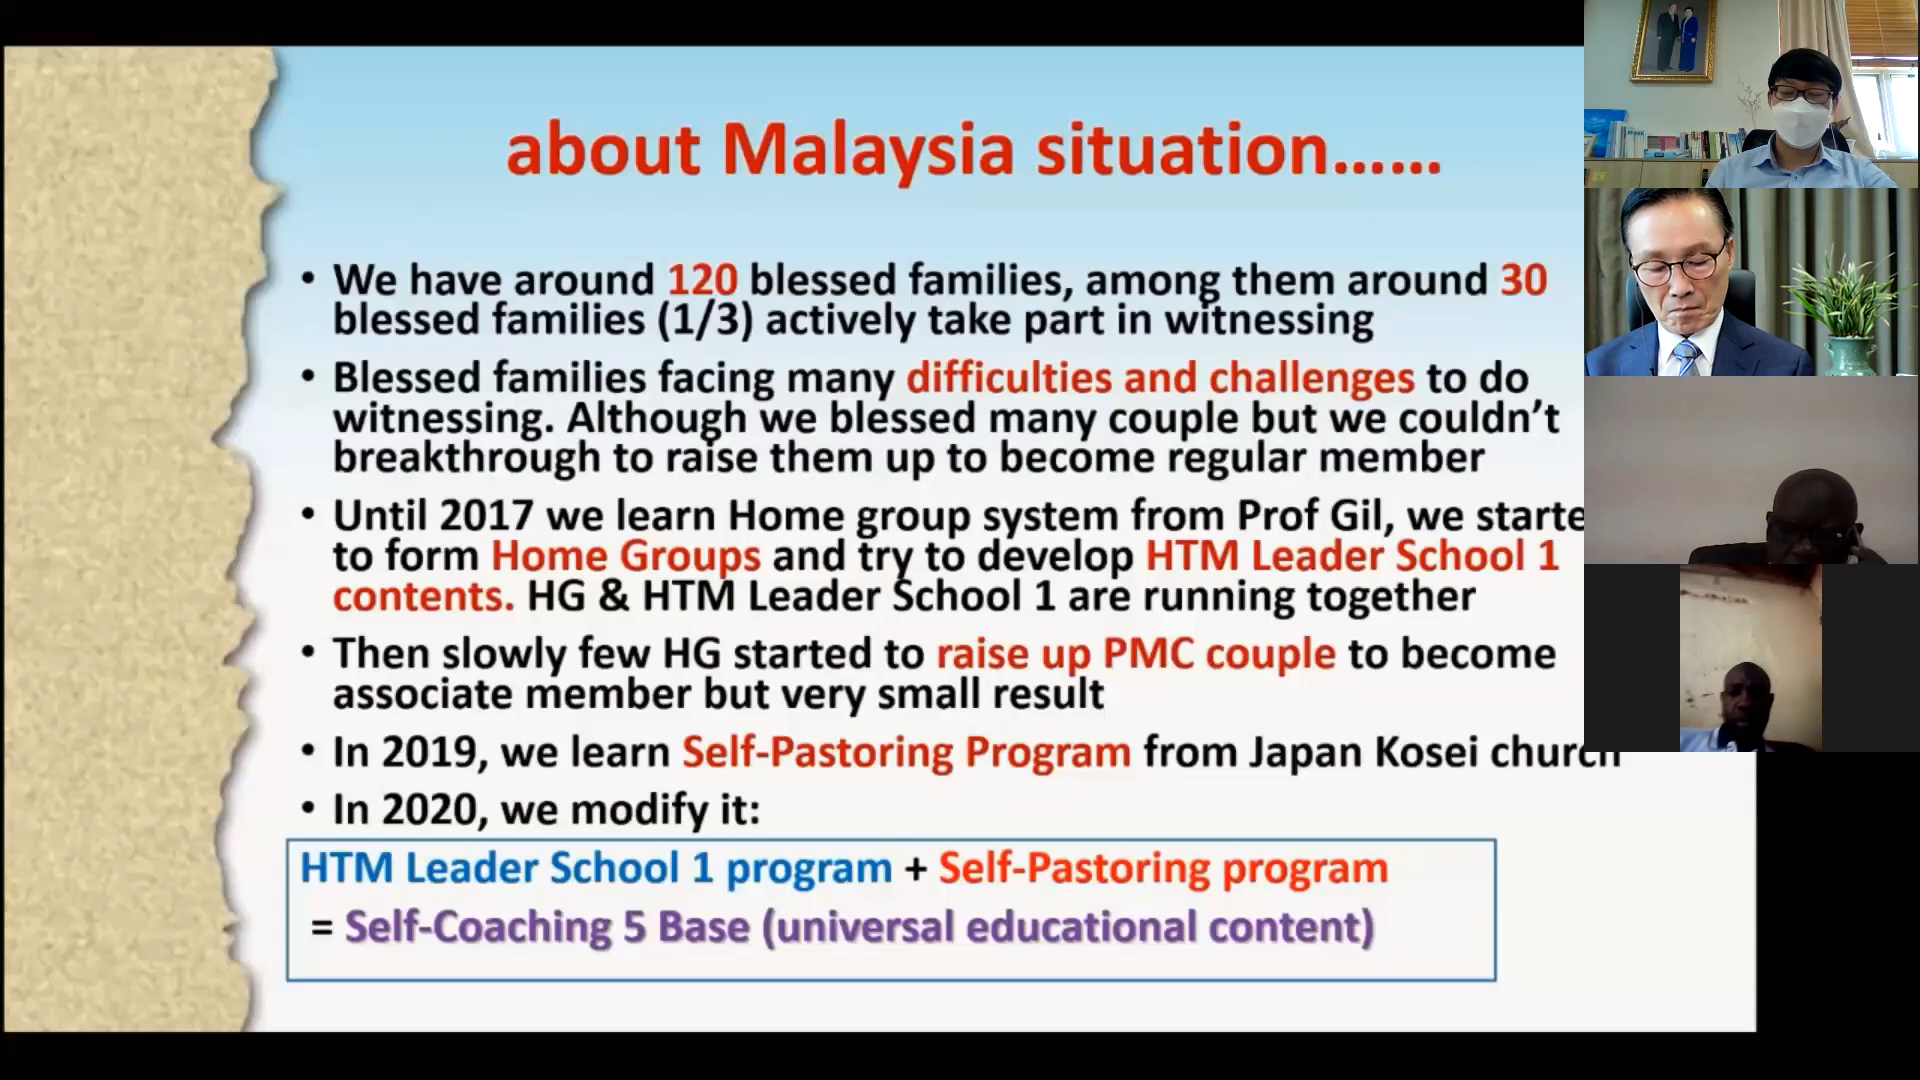 about Malaysia situation......
• We have around 120 blessed families, among them around 30
blessed families (1/3) actively take part in witnessing
• Blessed families facing many difficulties and challenges to do
witnessing. Although we blessed many couple but we couldn't
breakthrough to raise them up to become regular member
• Until 2017 we learn Home group system from Prof Gil, we starte
to form Home Groups and try to develop HTM Leader School 1
contents. HG & HTM Leader School 1 are running together
• Then slowly few HG started to raise up PMC couple to become
associate member but very small result
• In 2019, we learn Self-Pastoring Program from Japan Kosei church
• In 2020, we modify it:
HTM Leader School 1 program + Self-Pastoring program
= Self-Coaching 5 Base (universal educational content)